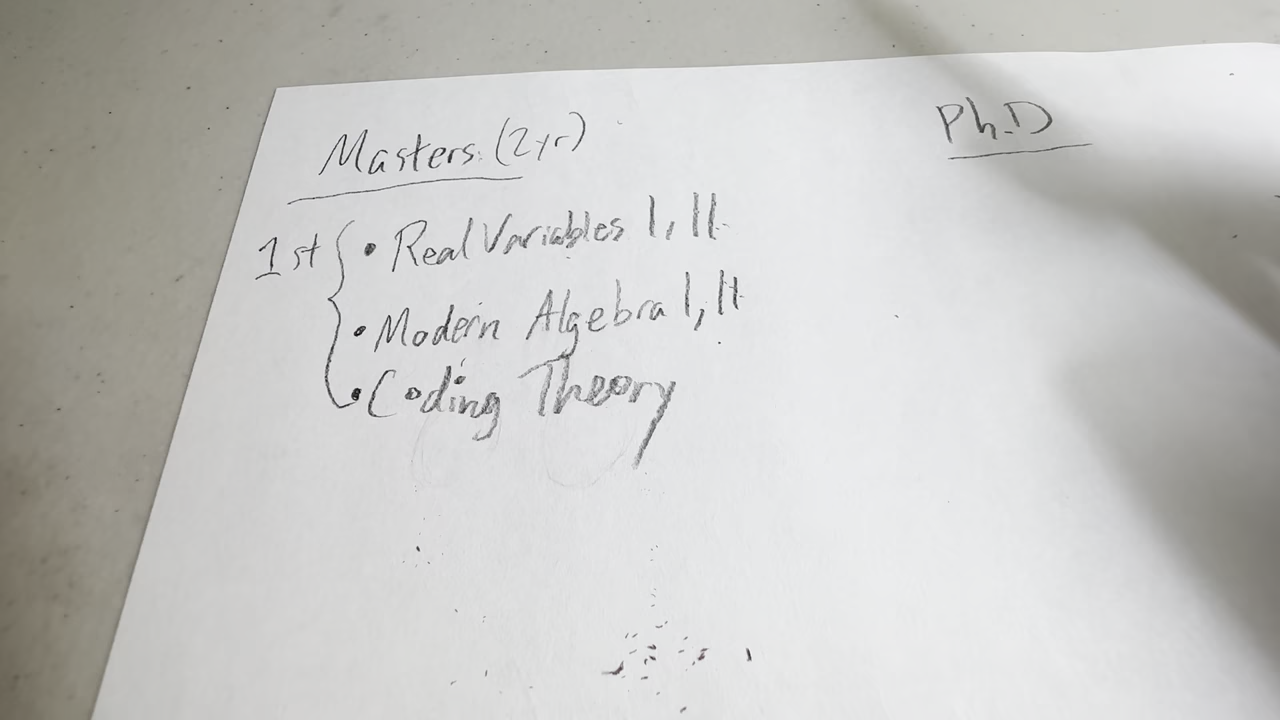 Masters: (2yr)
Ph.D
1st { • Real Variables I, II
• Modern Algebra I, II
• Coding Theory